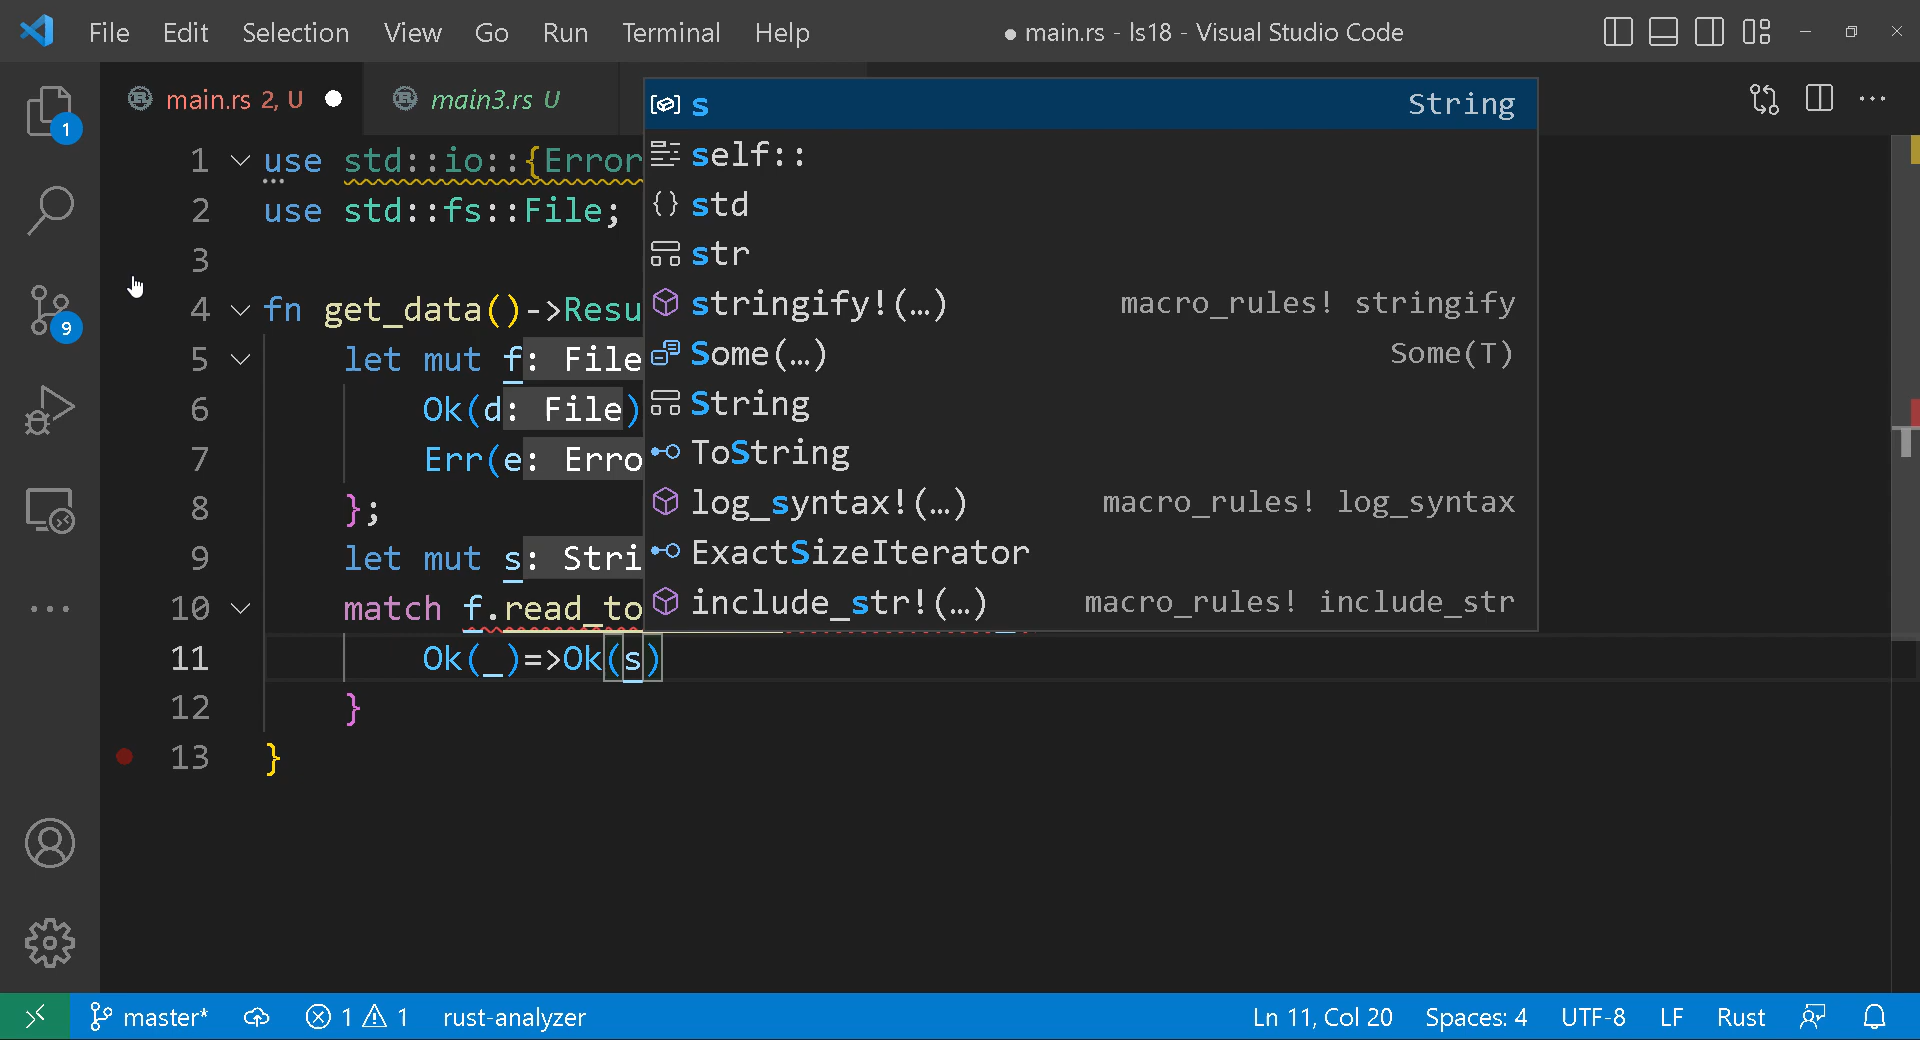 File Edit Selection View Go Run Terminal Help ● main.rs - ls18 - Visual Studio Code
main.rs 2, U ● main3.rs U
1
9
1 use std::io::{Error
2 use std::fs::File;
3
4 fn get_data()->Resu
5 let mut f: File
6 Ok(d: File)
7 Err(e: Erro
8 };
9 let mut s: Stri
10 match f.read_to
11 Ok(_)=>Ok(s)
12 }
13 }
s String
self::
std
str
stringify!(…) macro_rules! stringify
Some(…) Some(T)
String
ToString
log_syntax!(…) macro_rules! log_syntax
ExactSizeIterator
include_str!(…) macro_rules! include_str
master* 1 1 rust-analyzer Ln 11, Col 20 Spaces: 4 UTF-8 LF Rust